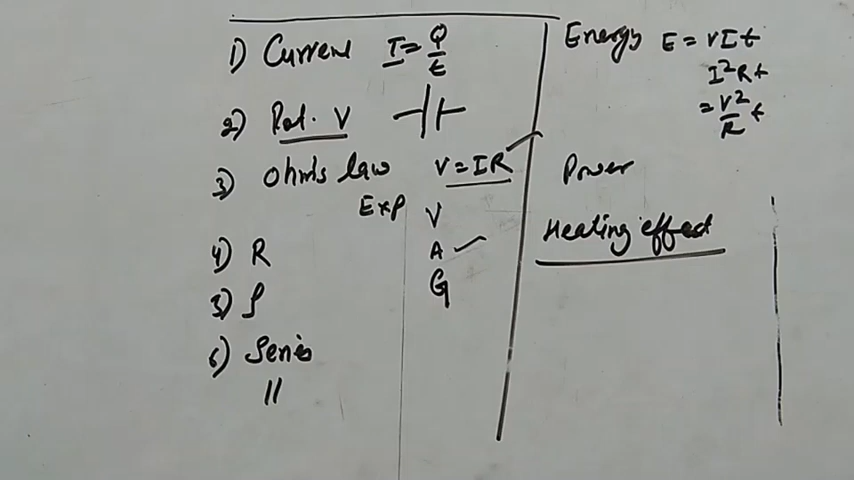 1) Current I = Q/t
2) Pot. V
3) Ohm's law V = IR
Exp V
4) R A
5) ρ G
6) Series
||
Energy E = VIt
I²Rt
= V²/R t
Power
Heating effect